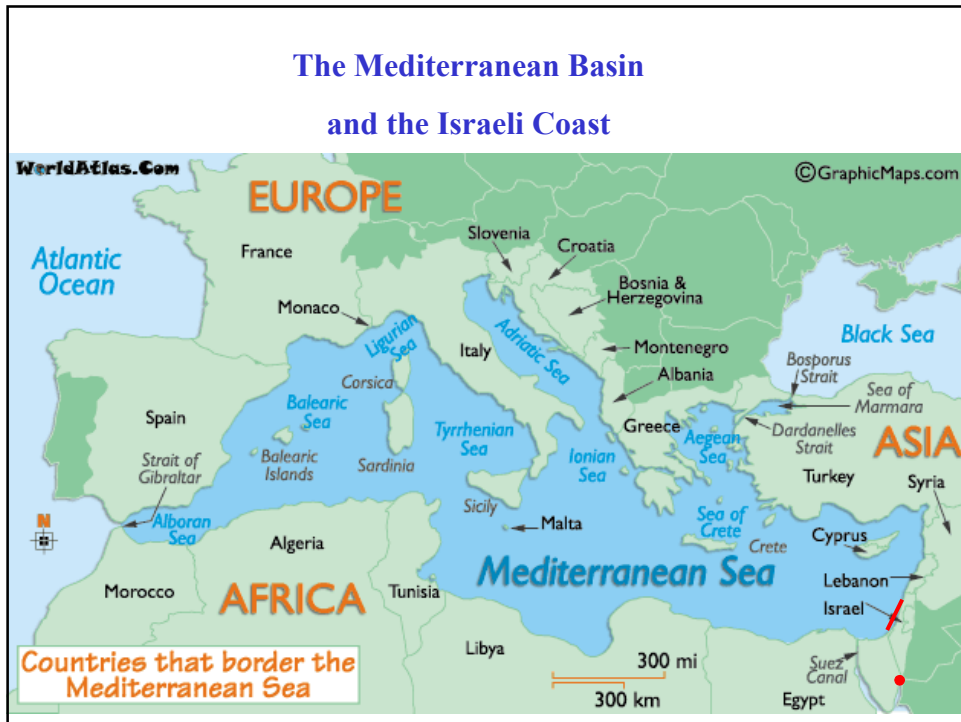 The Mediterranean Basin
and the Israeli Coast
WorldAtlas.Com
©GraphicMaps.com
EUROPE
Slovenia
Croatia
France
Atlantic
Ocean
Bosnia &
Herzegovina
Monaco
Ligurian
Sea
Adriatic Sea
Black Sea
Italy
Montenegro
Bosporus
Strait
Corsica
Albania
Sea of
Marmara
Spain
Balearic
Sea
Tyrrhenian
Sea
Greece
Aegean
Sea
Dardanelles
Strait
ASIA
Balearic
Islands
Sardinia
Ionian
Sea
Turkey
Syria
Strait of
Gibraltar
Sicily
N
Alboran
Sea
Malta
Sea of
Crete
Crete
Cyprus
Algeria
Mediterranean Sea
Lebanon
Morocco
AFRICA
Tunisia
Israel
Libya
Countries that border the
Mediterranean Sea
300 mi
300 km
Suez
Canal
Egypt